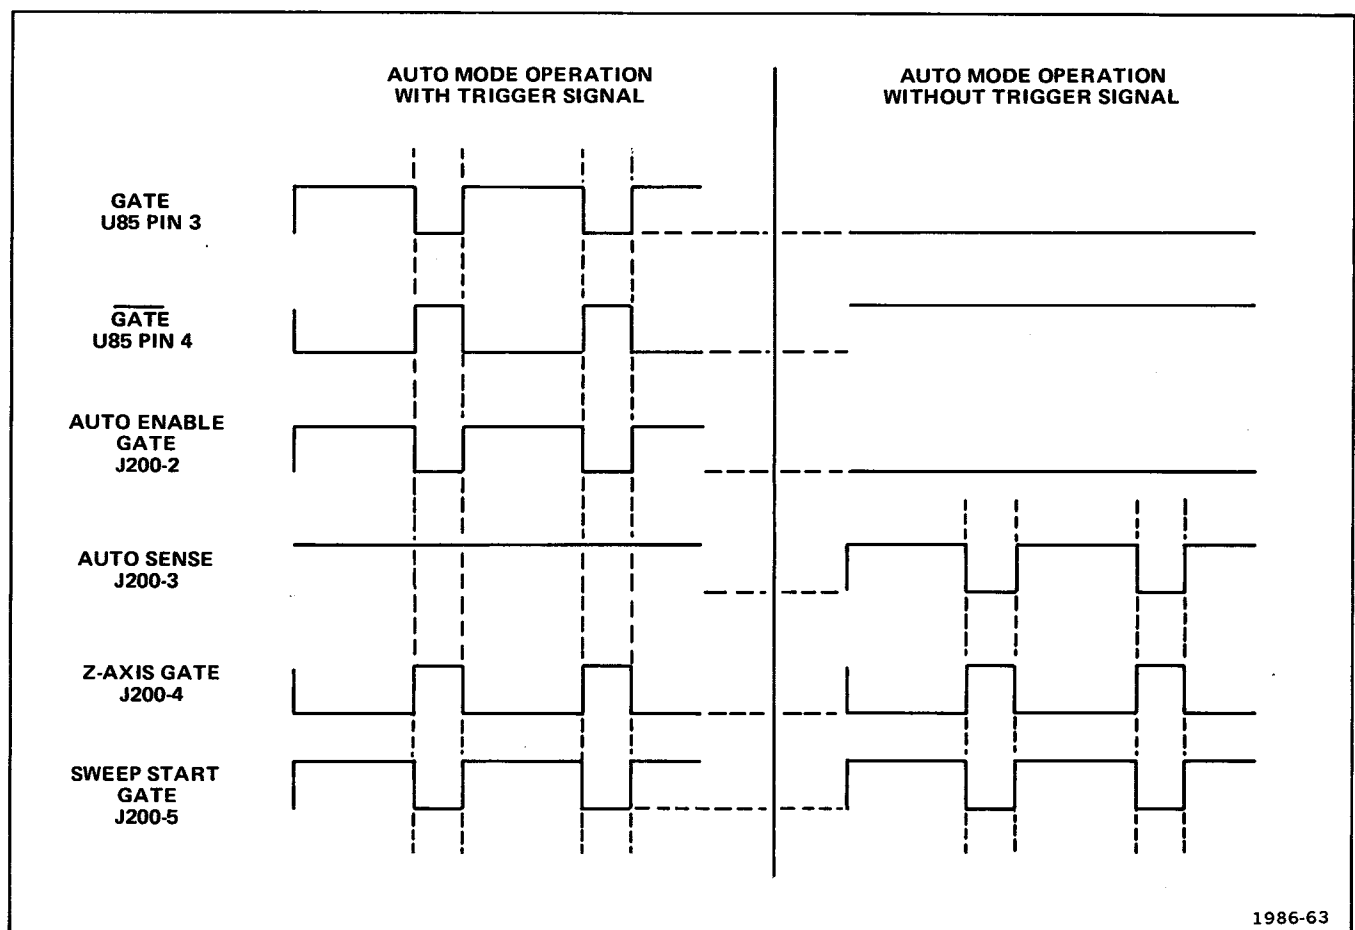 AUTO MODE OPERATION
WITH TRIGGER SIGNAL
AUTO MODE OPERATION
WITHOUT TRIGGER SIGNAL
GATE
U85 PIN 3
GATE
U85 PIN 4
AUTO ENABLE
GATE
J200-2
AUTO SENSE
J200-3
Z-AXIS GATE
J200-4
SWEEP START
GATE
J200-5
1986-63